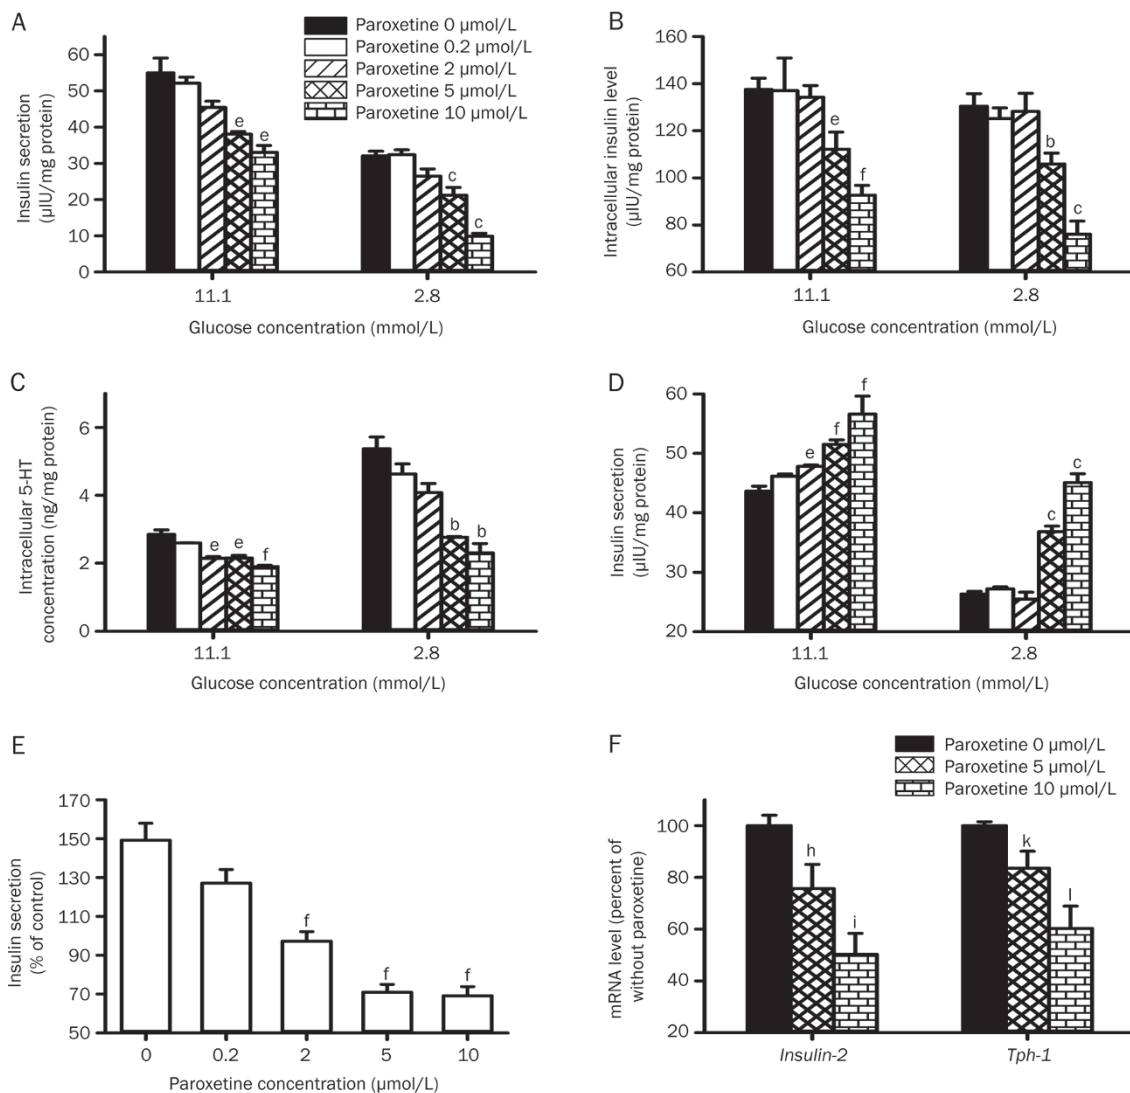 A
Paroxetine 0 µmol/L
Paroxetine 0.2 µmol/L
Paroxetine 2 µmol/L
Paroxetine 5 µmol/L
Paroxetine 10 µmol/L
Insulin secretion
(µIU/mg protein)
60
50
40
30
20
10
0
e e
c
c
11.1 2.8
Glucose concentration (mmol/L)
B
Intracellular insulin level
(µIU/mg protein)
160
140
120
100
80
60
e
f
b
c
11.1 2.8
Glucose concentration (mmol/L)
C
Intracellular 5-HT
concentration (ng/mg protein)
6
4
2
0
e e f
b b
11.1 2.8
Glucose concentration (mmol/L)
D
Insulin secretion
(µIU/mg protein)
60
50
40
30
20
e
f
f
c
c
11.1 2.8
Glucose concentration (mmol/L)
E
Insulin secretion
(% of control)
170
150
130
110
90
70
50
f
f f
0 0.2 2 5 10
Paroxetine concentration (µmol/L)
F
Paroxetine 0 µmol/L
Paroxetine 5 µmol/L
Paroxetine 10 µmol/L
mRNA level (percent of
without paroxetine)
100
80
60
40
20
h
i
k
l
Insulin-2 Tph-1